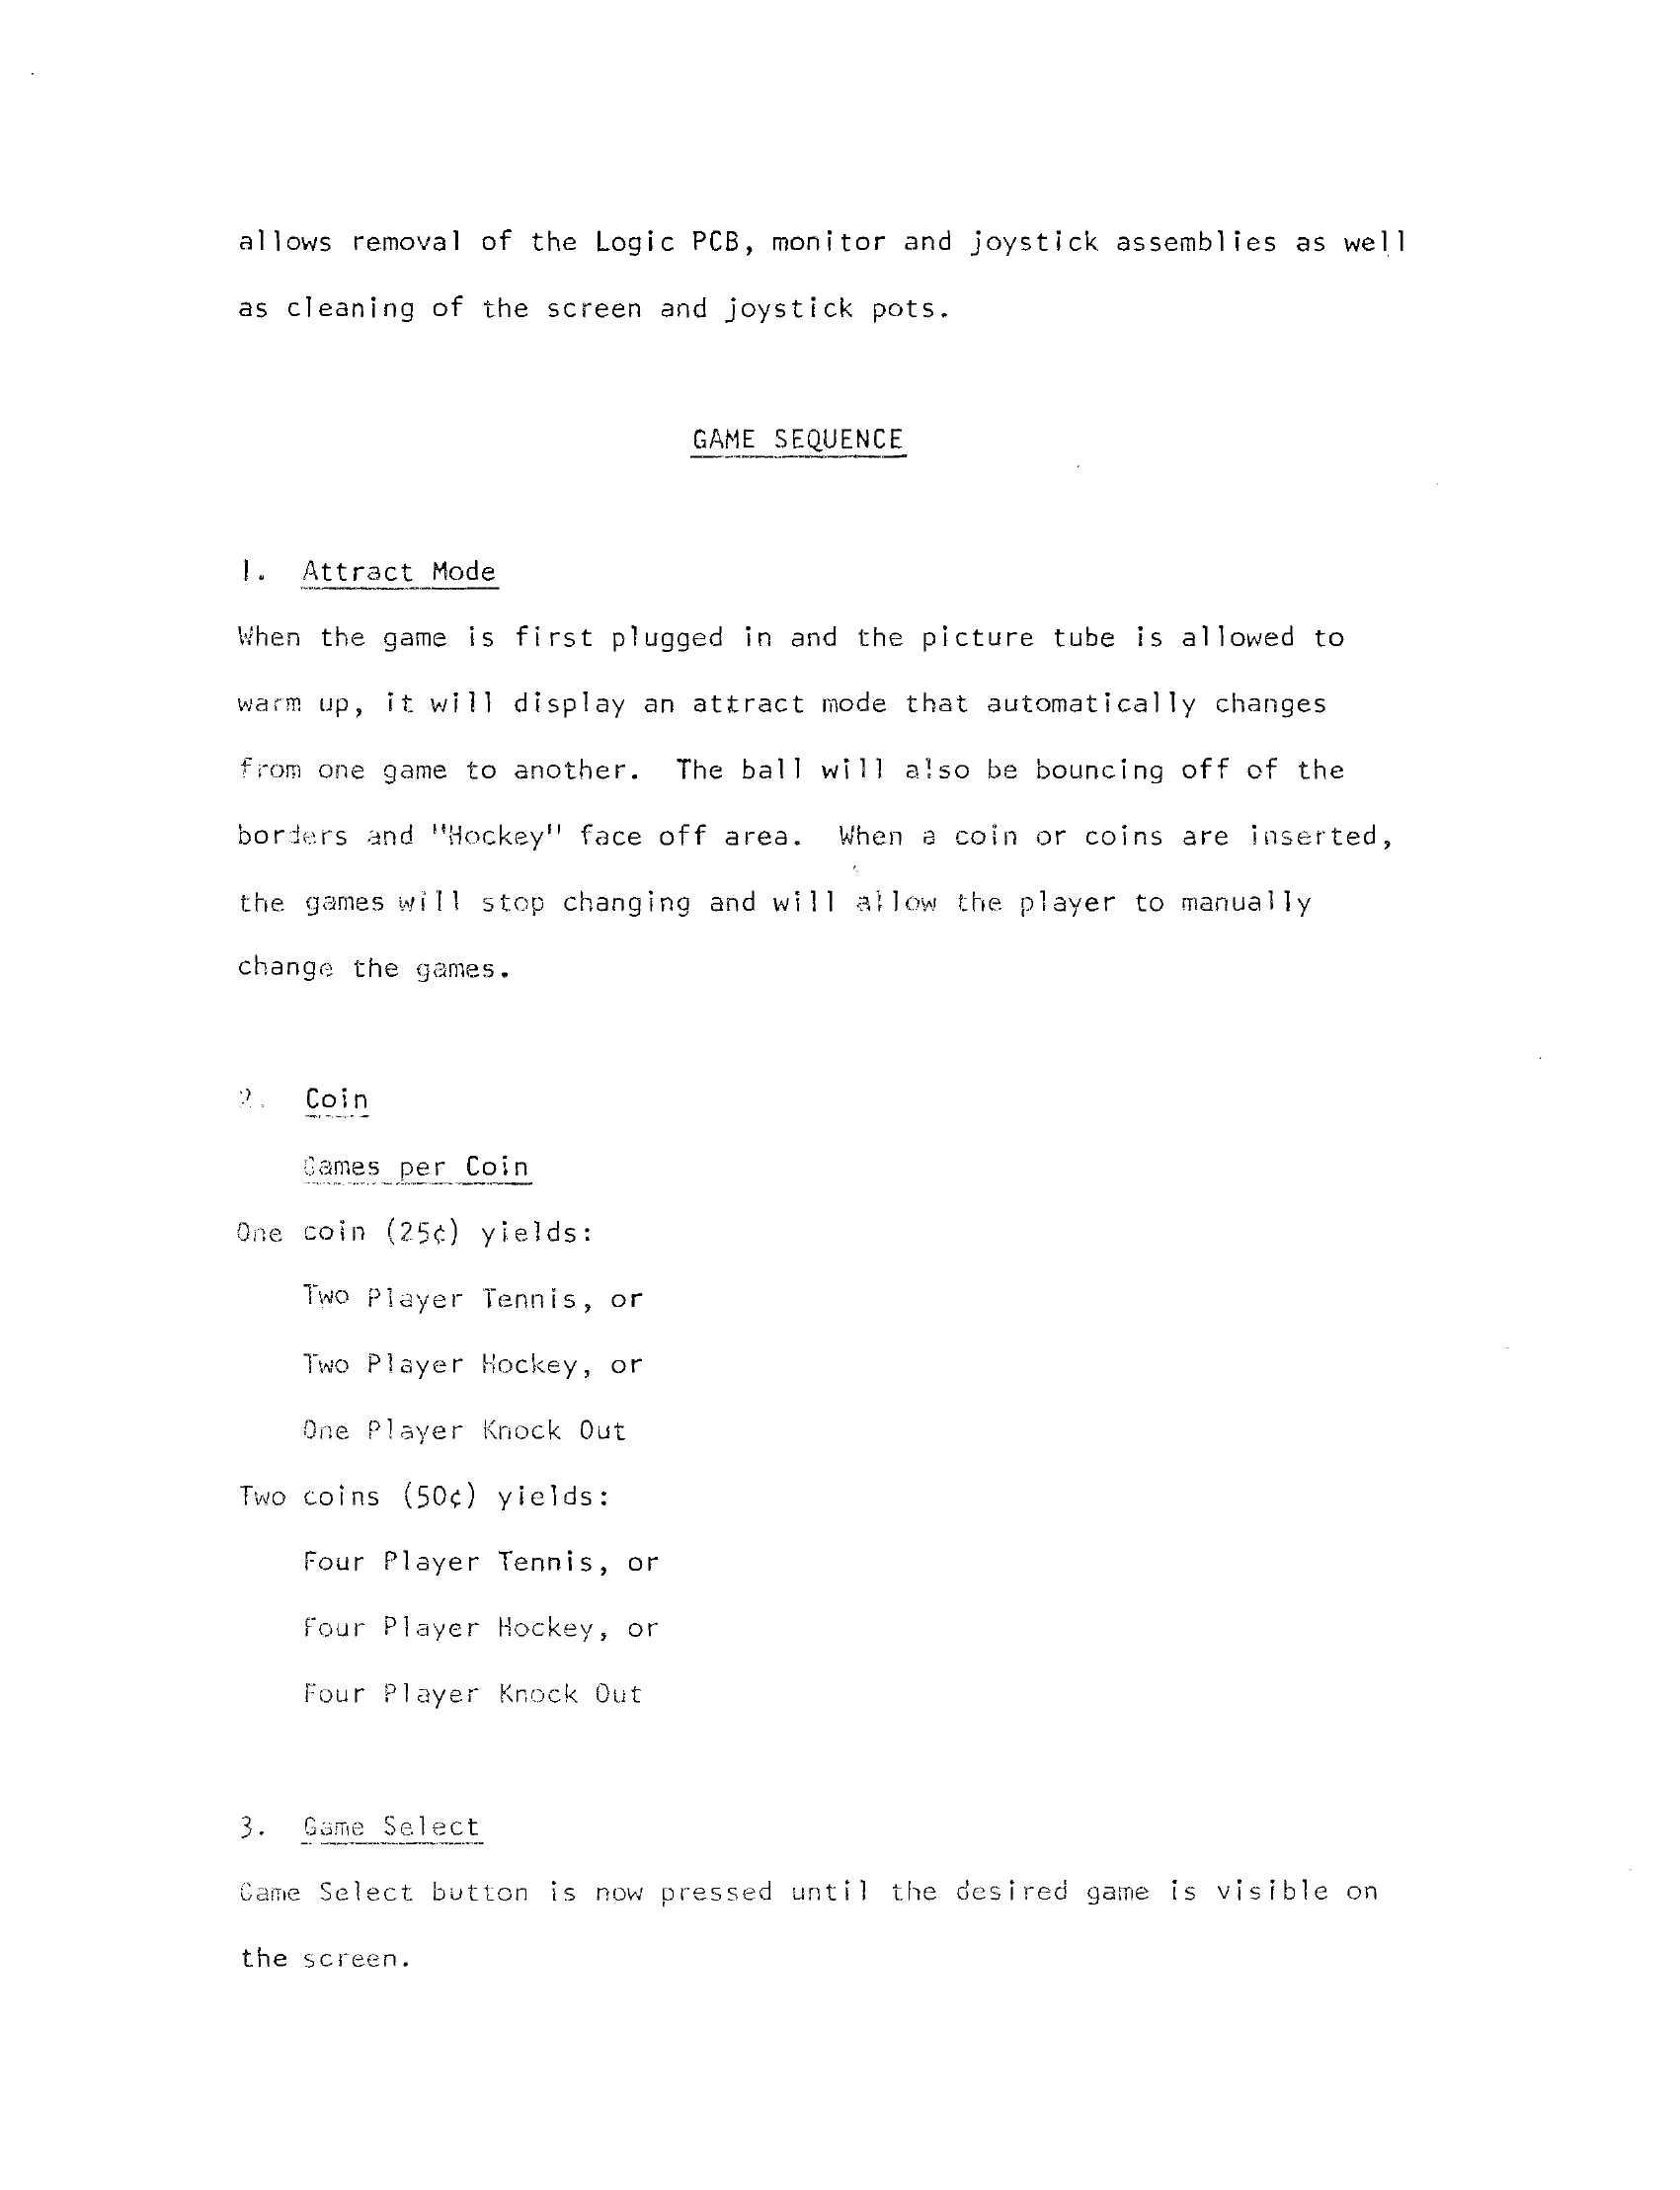 allows removal of the Logic PCB, monitor and joystick assemblies as well
as cleaning of the screen and joystick pots.
GAME SEQUENCE
1. Attract Mode
When the game is first plugged in and the picture tube is allowed to
warm up, it will display an attract mode that automatically changes
from one game to another. The ball will also be bouncing off of the
borders and "Hockey" face off area. When a coin or coins are inserted,
the games will stop changing and will allow the player to manually
change the games.
2. Coin
Games per Coin
One coin (25¢) yields:
Two Player Tennis, or
Two Player Hockey, or
One Player Knock Out
Two coins (50¢) yields:
Four Player Tennis, or
Four Player Hockey, or
Four Player Knock Out
3. Game Select
Game Select button is now pressed until the desired game is visible on
the screen.